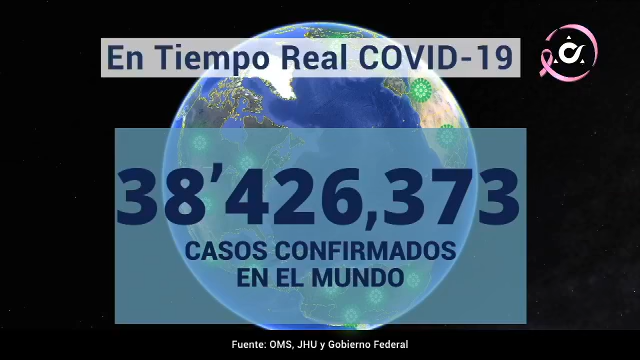 En Tiempo Real COVID-19
38’426,373
CASOS CONFIRMADOS
EN EL MUNDO
Fuente: OMS, JHU y Gobierno Federal